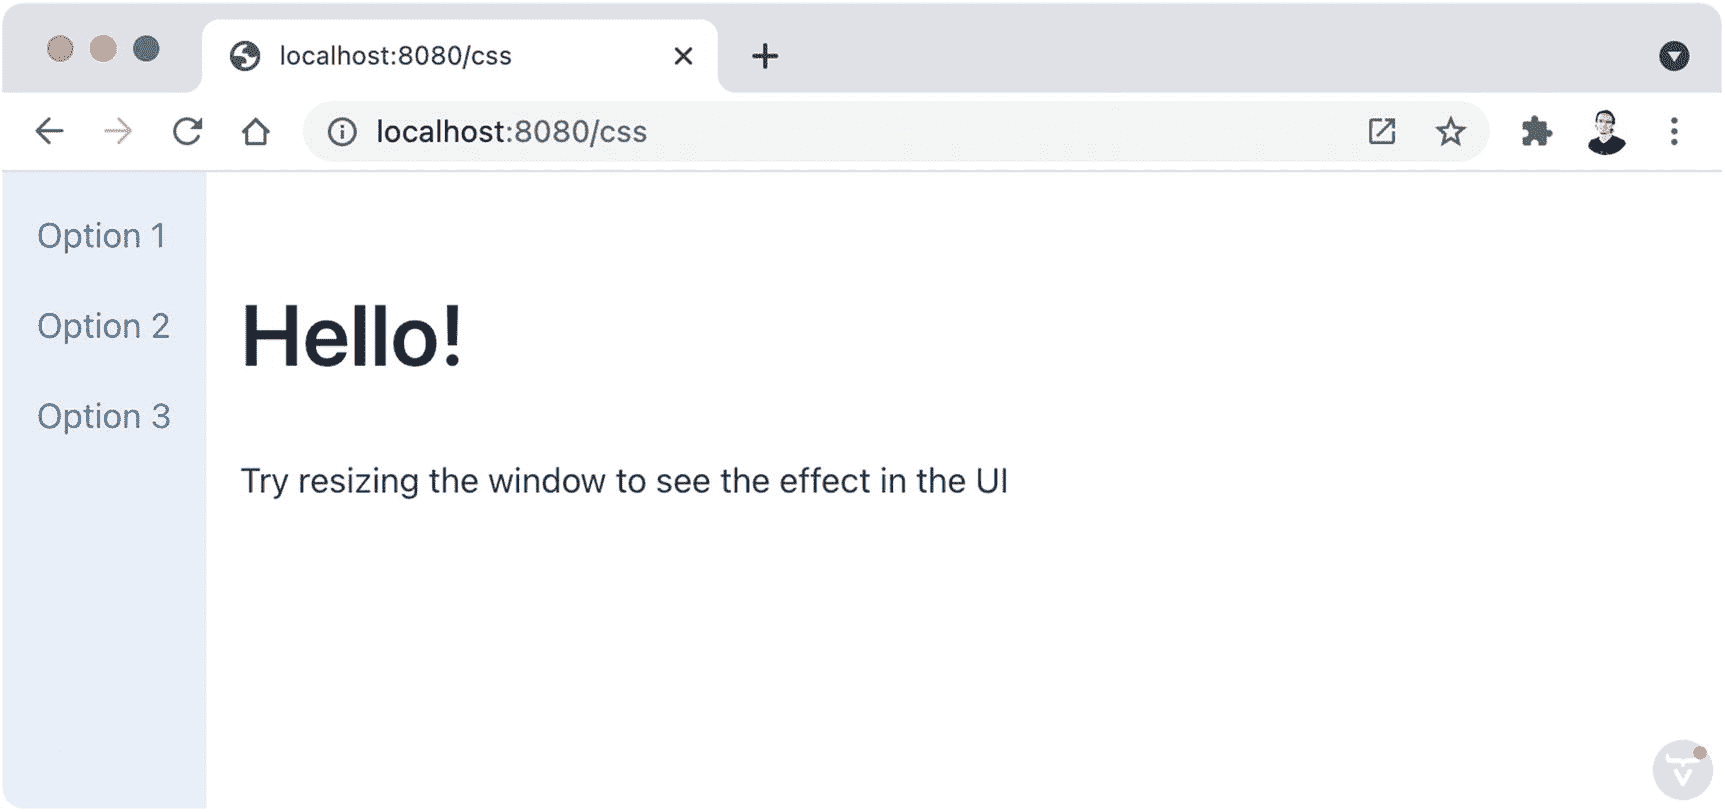 localhost:8080/css
localhost:8080/css
Option 1
Option 2
Option 3
Hello!
Try resizing the window to see the effect in the UI